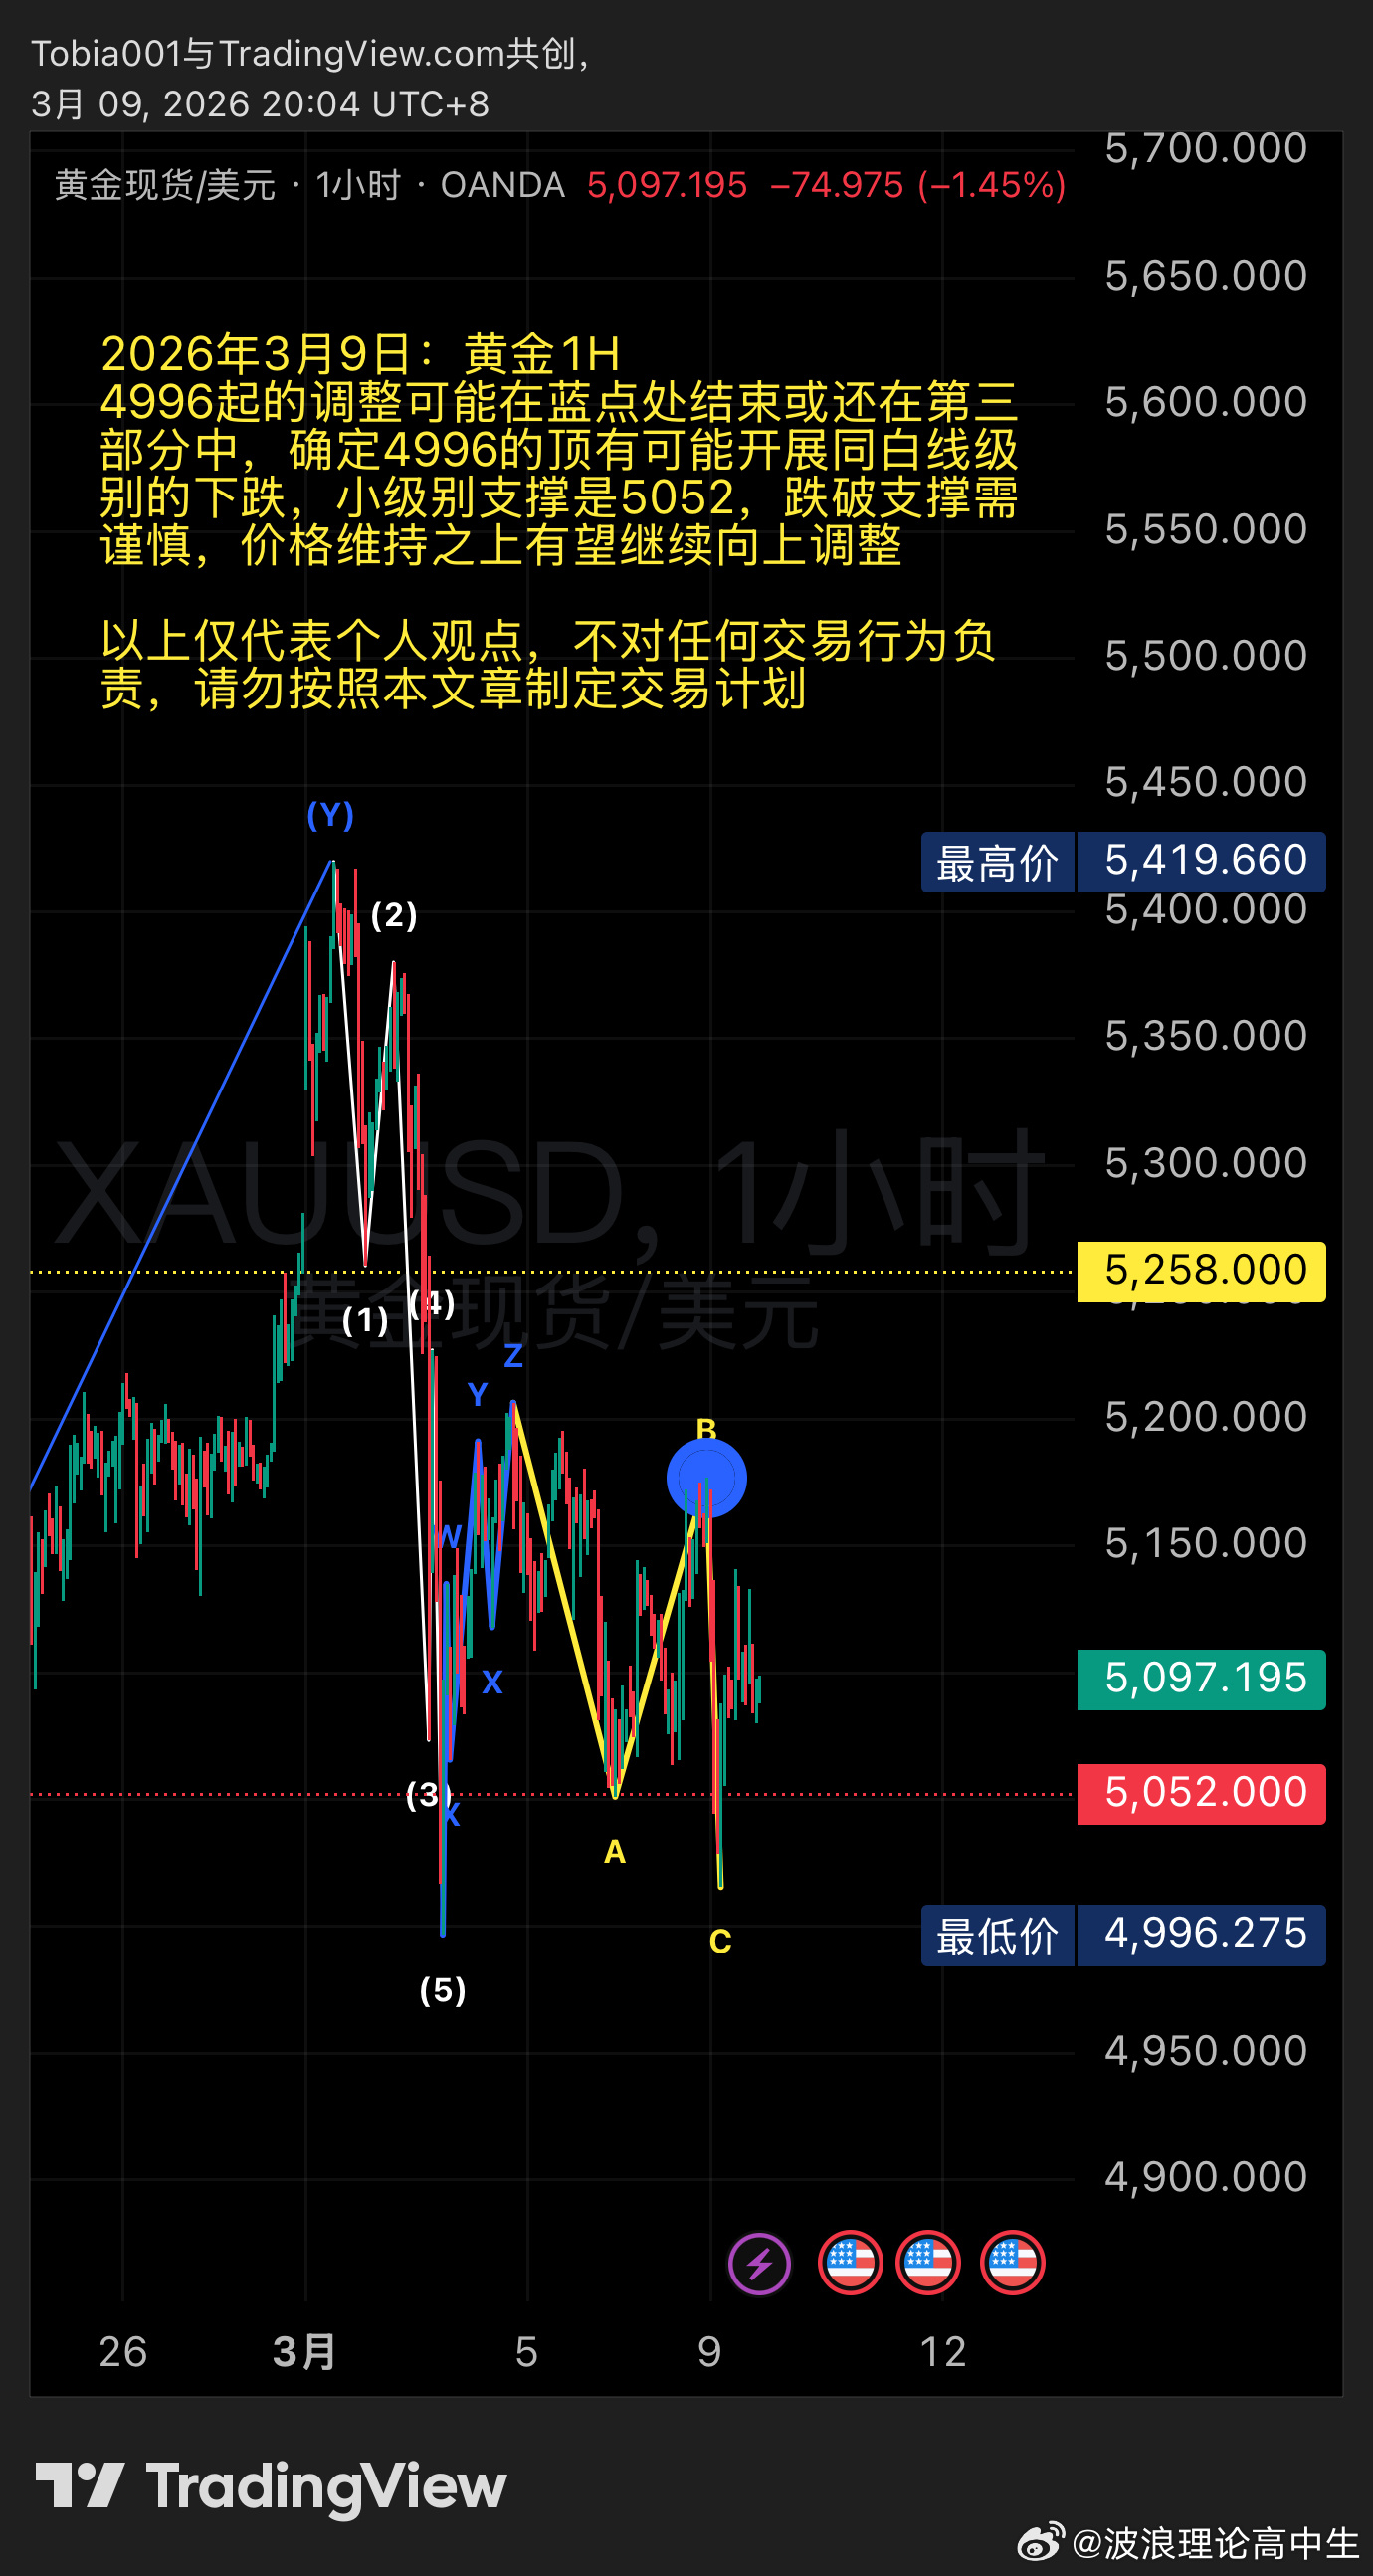 Tobia001与TradingView.com共创，
3月 09, 2026 20:04 UTC+8
5,700.000
黄金现货/美元 · 1小时 · OANDA 5,097.195 −74.975 (−1.45%)
5,650.000
2026年3月9日：黄金1H
4996起的调整可能在蓝点处结束或还在第三
5,600.000
部分中，确定4996的顶有可能开展同白线级
别的下跌，小级别支撑是5052，跌破支撑需
5,550.000
谨慎，价格维持之上有望继续向上调整
以上仅代表个人观点，不对任何交易行为负
5,500.000
责，请勿按照本文章制定交易计划
5,450.000
(Y)
最高价 5,419.660
(2)
5,400.000
5,350.000
XAUUSD, 1小时
5,300.000
5,258.000
黄金现货/美元
(4)
(1)
Z
Y
5,200.000
B
W
5,150.000
X
5,097.195
(3)
5,052.000
X
A
最低价 4,996.275
C
(5)
4,950.000
4,900.000
26 3月 5 9 12
TradingView
@波浪理论高中生